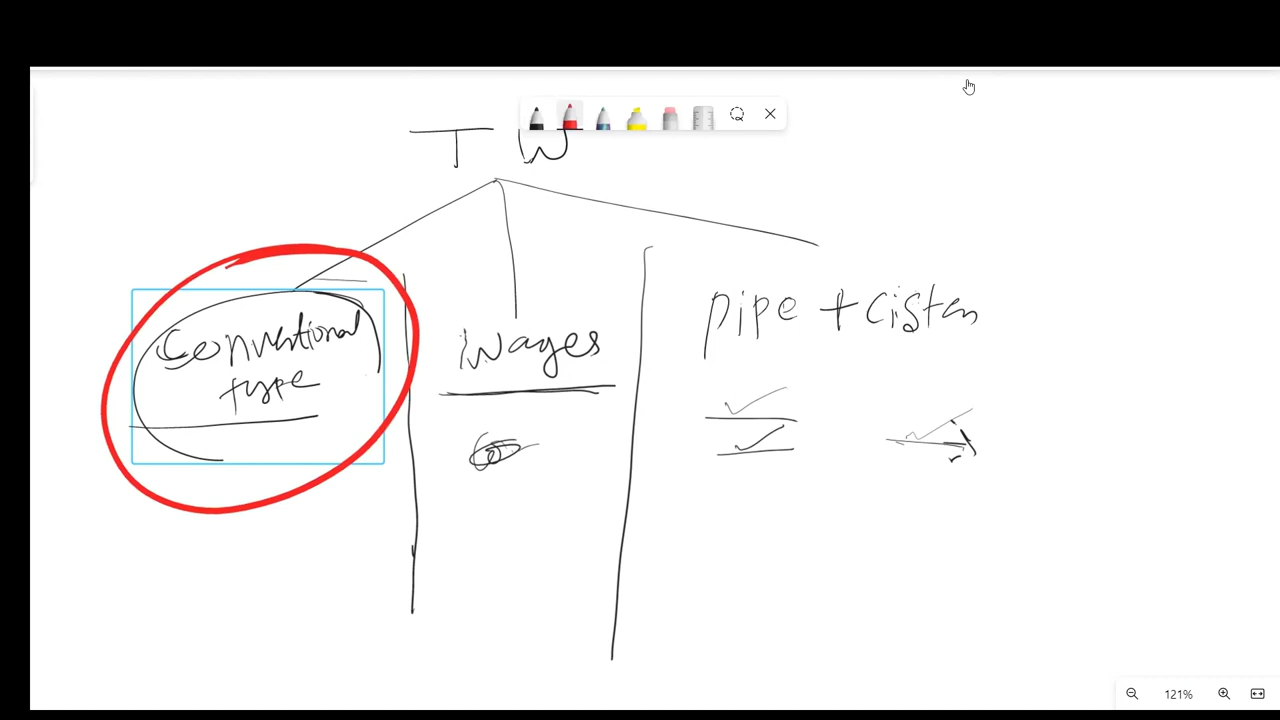 T W
Conventional
type
Wages
pipe + cistern
121%